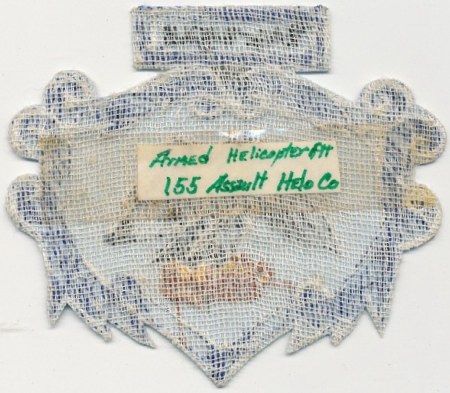 Armed Helicopter Plt
155 Assault Helo Co